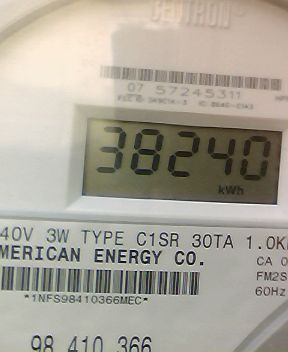 CENTRON
07 57245311
38240
kWh
40V 3W TYPE C1SR 30TA 1.0K
MERICAN ENERGY CO.
CA 0
FM2S
60Hz
*1NFS98410366MEC*
98 410 366